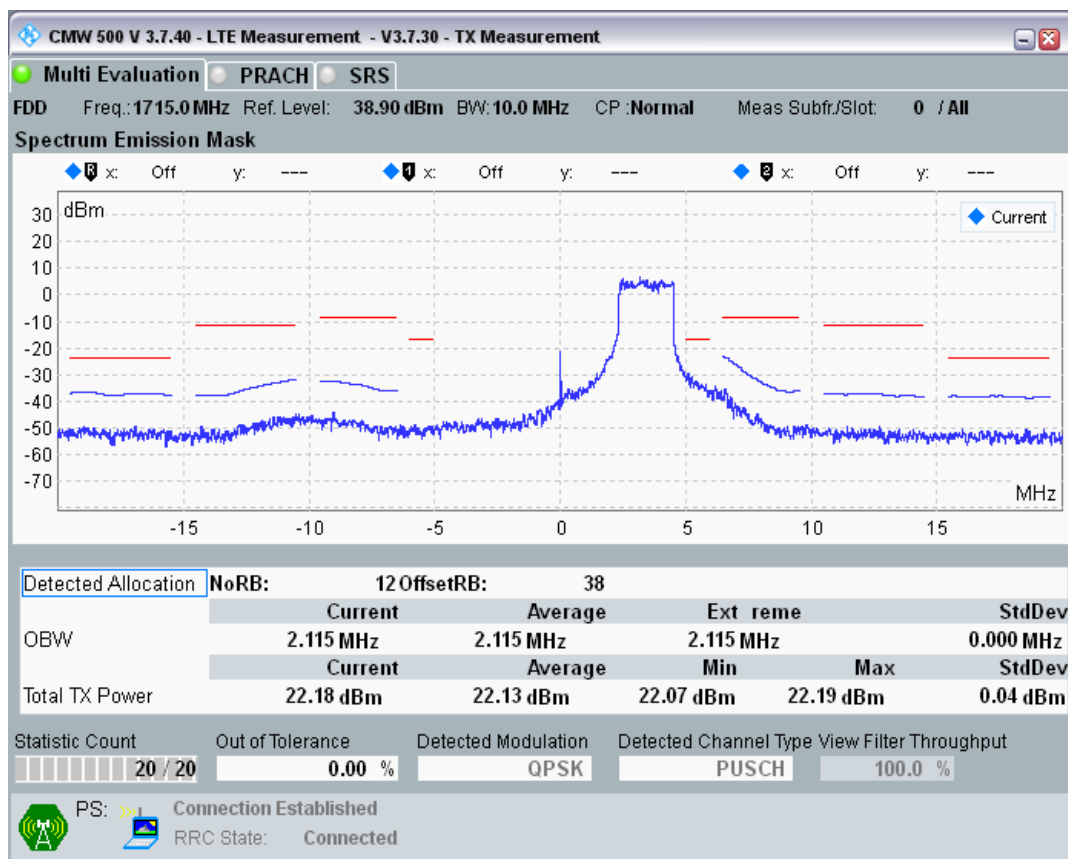 CMW 500 V 3.7.40 - LTE Measurement - V3.7.30 - TX Measurement
Multi Evaluation PRACH SRS
FDD Freq.: 1715.0 MHz Ref. Level: 38.90 dBm BW: 10.0 MHz CP :Normal Meas Subfr./Slot: 0 / All
Spectrum Emission Mask
R x: Off y: --- 1 x: Off y: --- 2 x: Off y: ---
dBm
Current
30
20
10
0
-10
-20
-30
-40
-50
-60
-70
MHz
-15 -10 -5 0 5 10 15
Detected Allocation NoRB: 12 OffsetRB: 38
Current Average Ext reme StdDev
OBW 2.115 MHz 2.115 MHz 2.115 MHz 0.000 MHz
Current Average Min Max StdDev
Total TX Power 22.18 dBm 22.13 dBm 22.07 dBm 22.19 dBm 0.04 dBm
Statistic Count Out of Tolerance Detected Modulation Detected Channel Type View Filter Throughput
20 / 20 0.00 % QPSK PUSCH 100.0 %
PS: Connection Established
RRC State: Connected